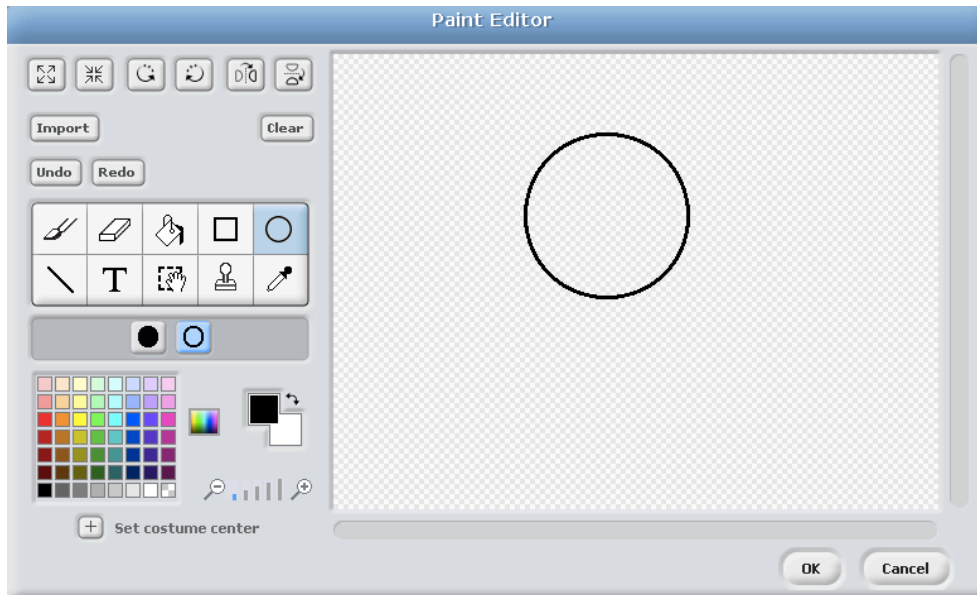 Paint Editor
Import
Clear
Undo
Redo
T
Set costume center
OK
Cancel